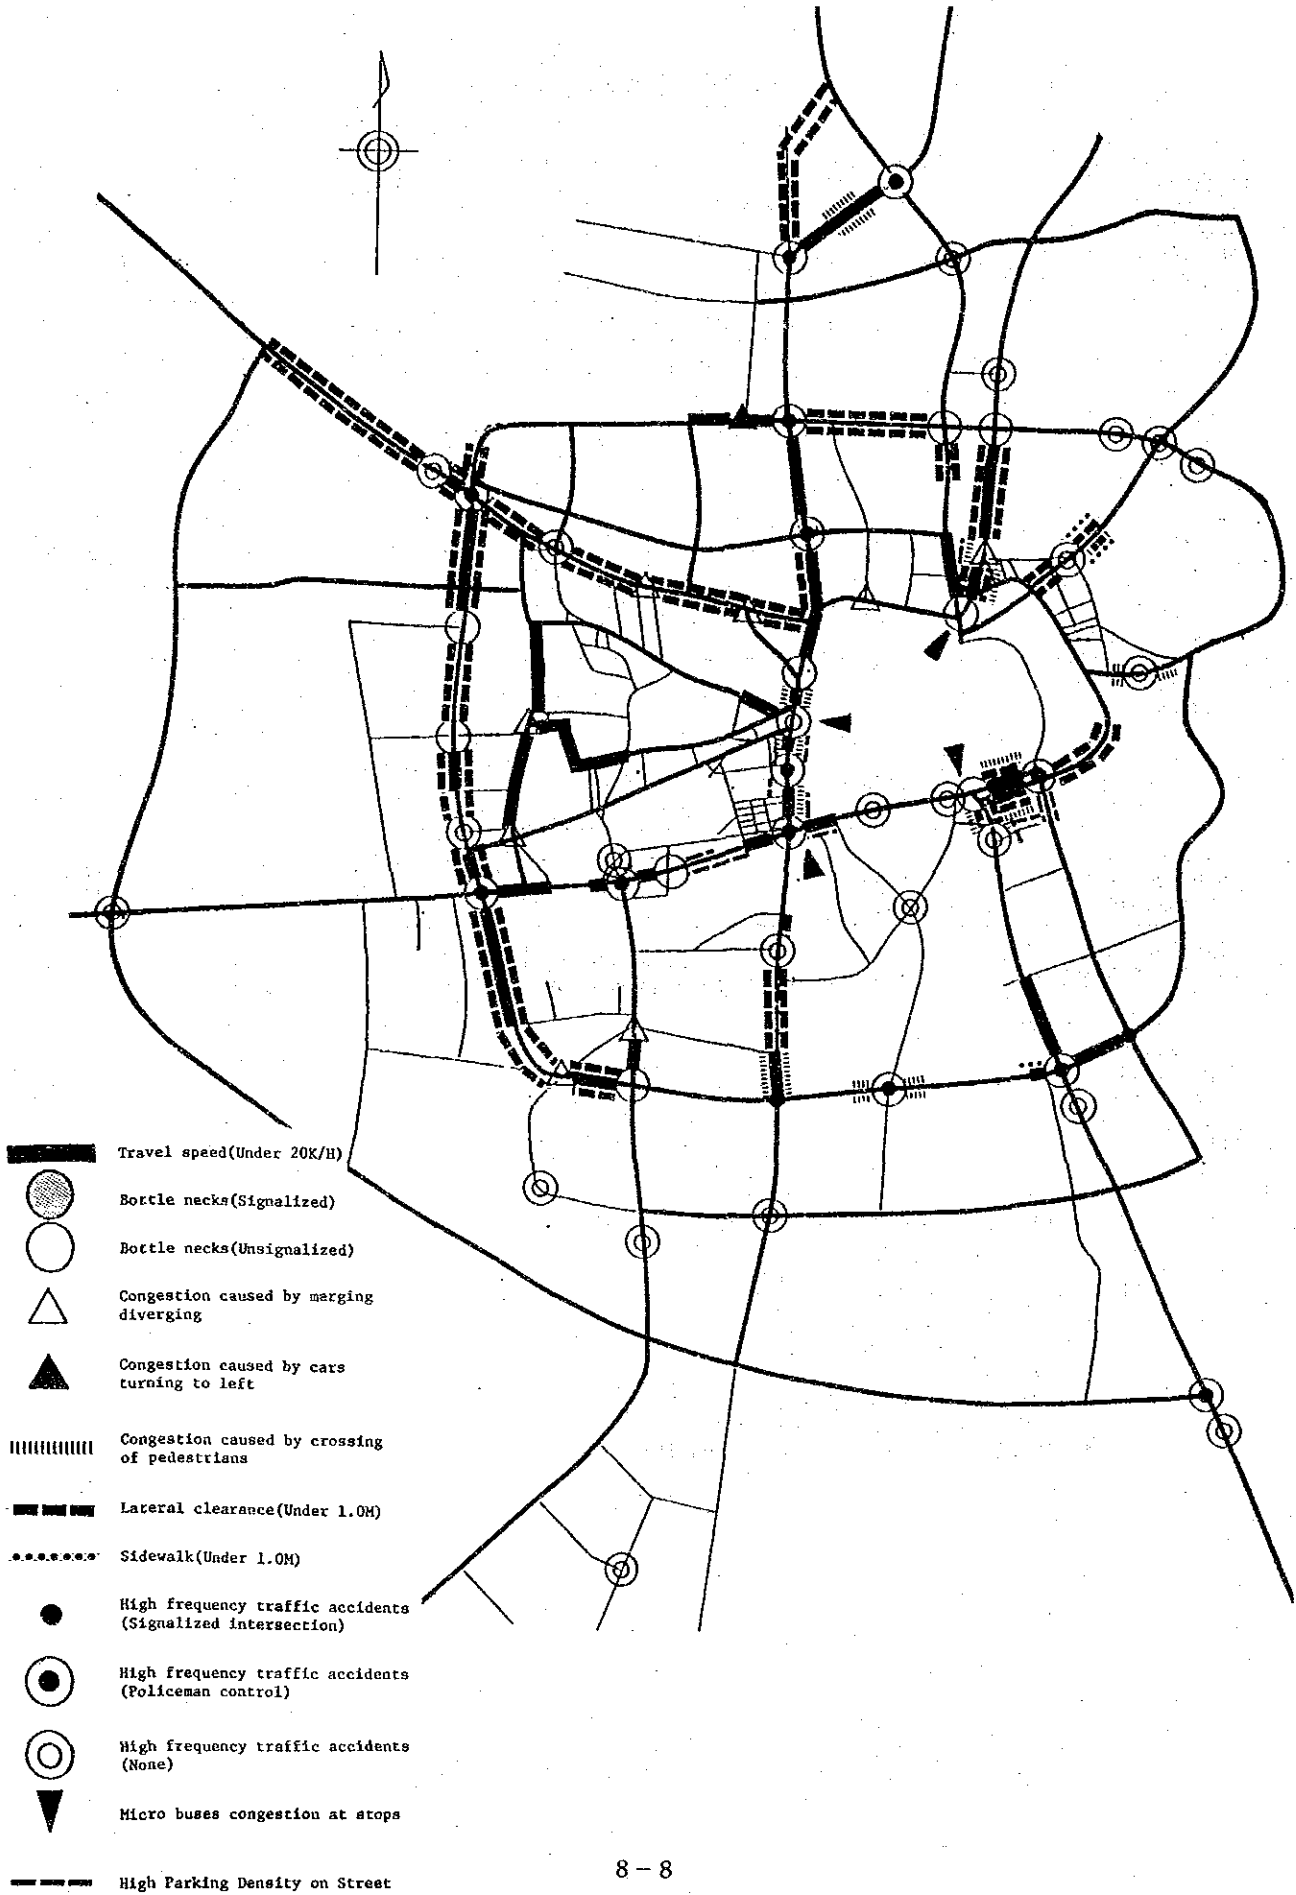 Travel speed(Under 20K/H)
Bottle necks(Signalized)
Bottle necks(Unsignalized)
Congestion caused by merging
diverging
Congestion caused by cars
turning to left
Congestion caused by crossing
of pedestrians
Lateral clearance(Under 1.0M)
Sidewalk(Under 1.0M)
High frequency traffic accidents
(Signalized intersection)
High frequency traffic accidents
(Policeman control)
High frequency traffic accidents
(None)
Micro buses congestion at stops
High Parking Density on Street
8-8